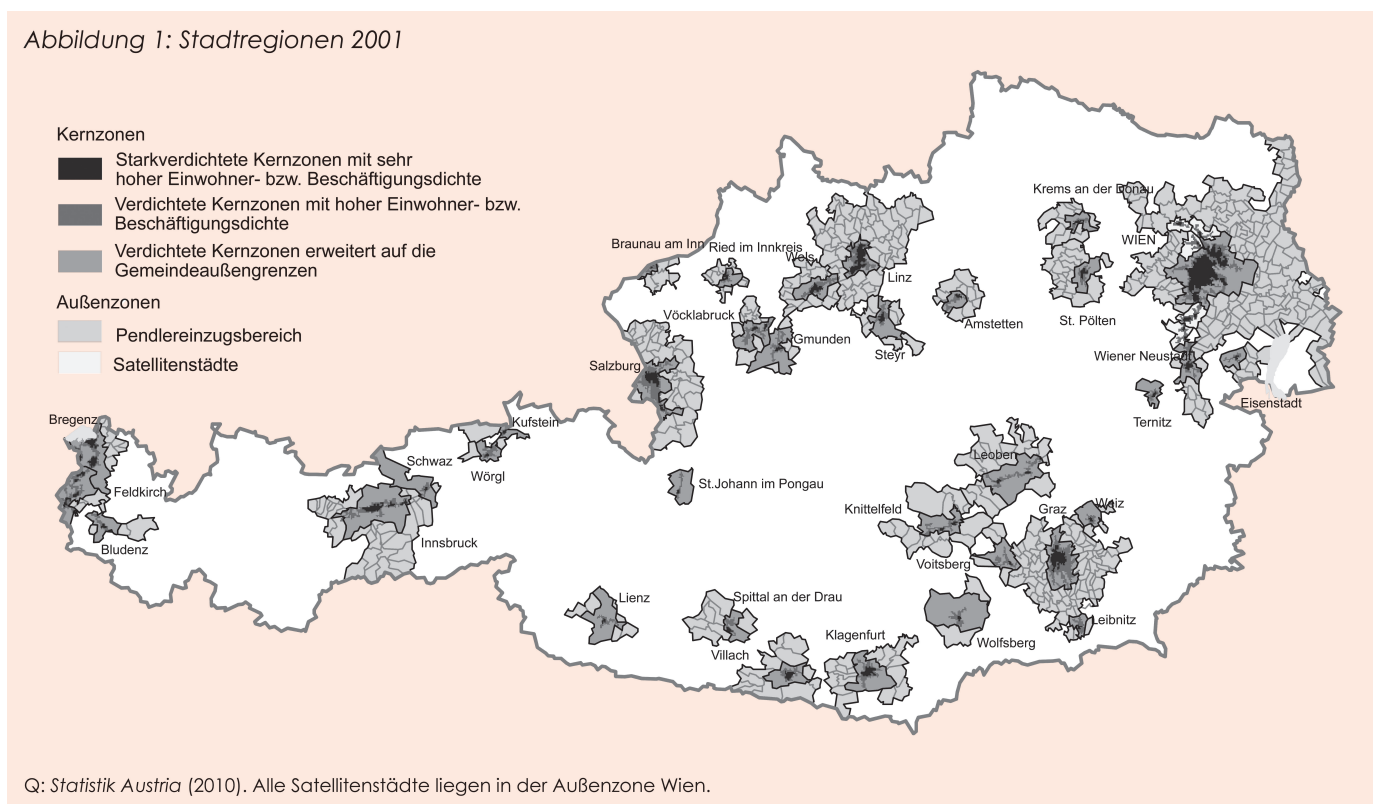 Abbildung 1: Stadtregionen 2001
Kernzonen
Starkverdichtete Kernzonen mit sehr
hoher Einwohner- bzw. Beschäftigungsdichte
Verdichtete Kernzonen mit hoher Einwohner- bzw.
Beschäftigungsdichte
Verdichtete Kernzonen erweitert auf die
Gemeindeaußengrenzen
Außenzonen
Pendlereinzugsbereich
Satellitenstädte
Krems an der Donau
WIEN
Braunau am Inn
Ried im Innkreis
Wels
Linz
Vöcklabruck
Amstetten
St. Pölten
Gmunden
Steyr
Wiener Neustadt
Salzburg
Eisenstadt
Ternitz
Bregenz
Kufstein
Leoben
Schwaz
Wörgl
St.Johann im Pongau
Feldkirch
Knittelfeld
Graz
Weiz
Innsbruck
Bludenz
Voitsberg
Lienz
Spittal an der Drau
Leibnitz
Klagenfurt
Wolfsberg
Villach
Q: Statistik Austria (2010). Alle Satellitenstädte liegen in der Außenzone Wien.